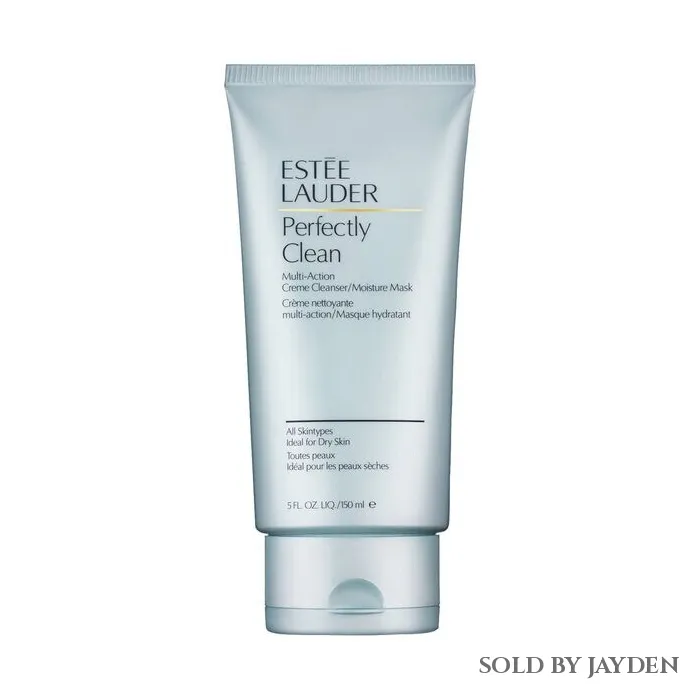 ESTĒE
LAUDER
Perfectly
Clean
Multi-Action
Creme Cleanser/Moisture Mask
Crème nettoyante
multi-action/Masque hydratant
All Skintypes
Ideal for Dry Skin
Toutes peaux
Idéal pour les peaux sèches
5 FL. OZ. LIQ./150 ml ℮
SOLD BY JAYDEN